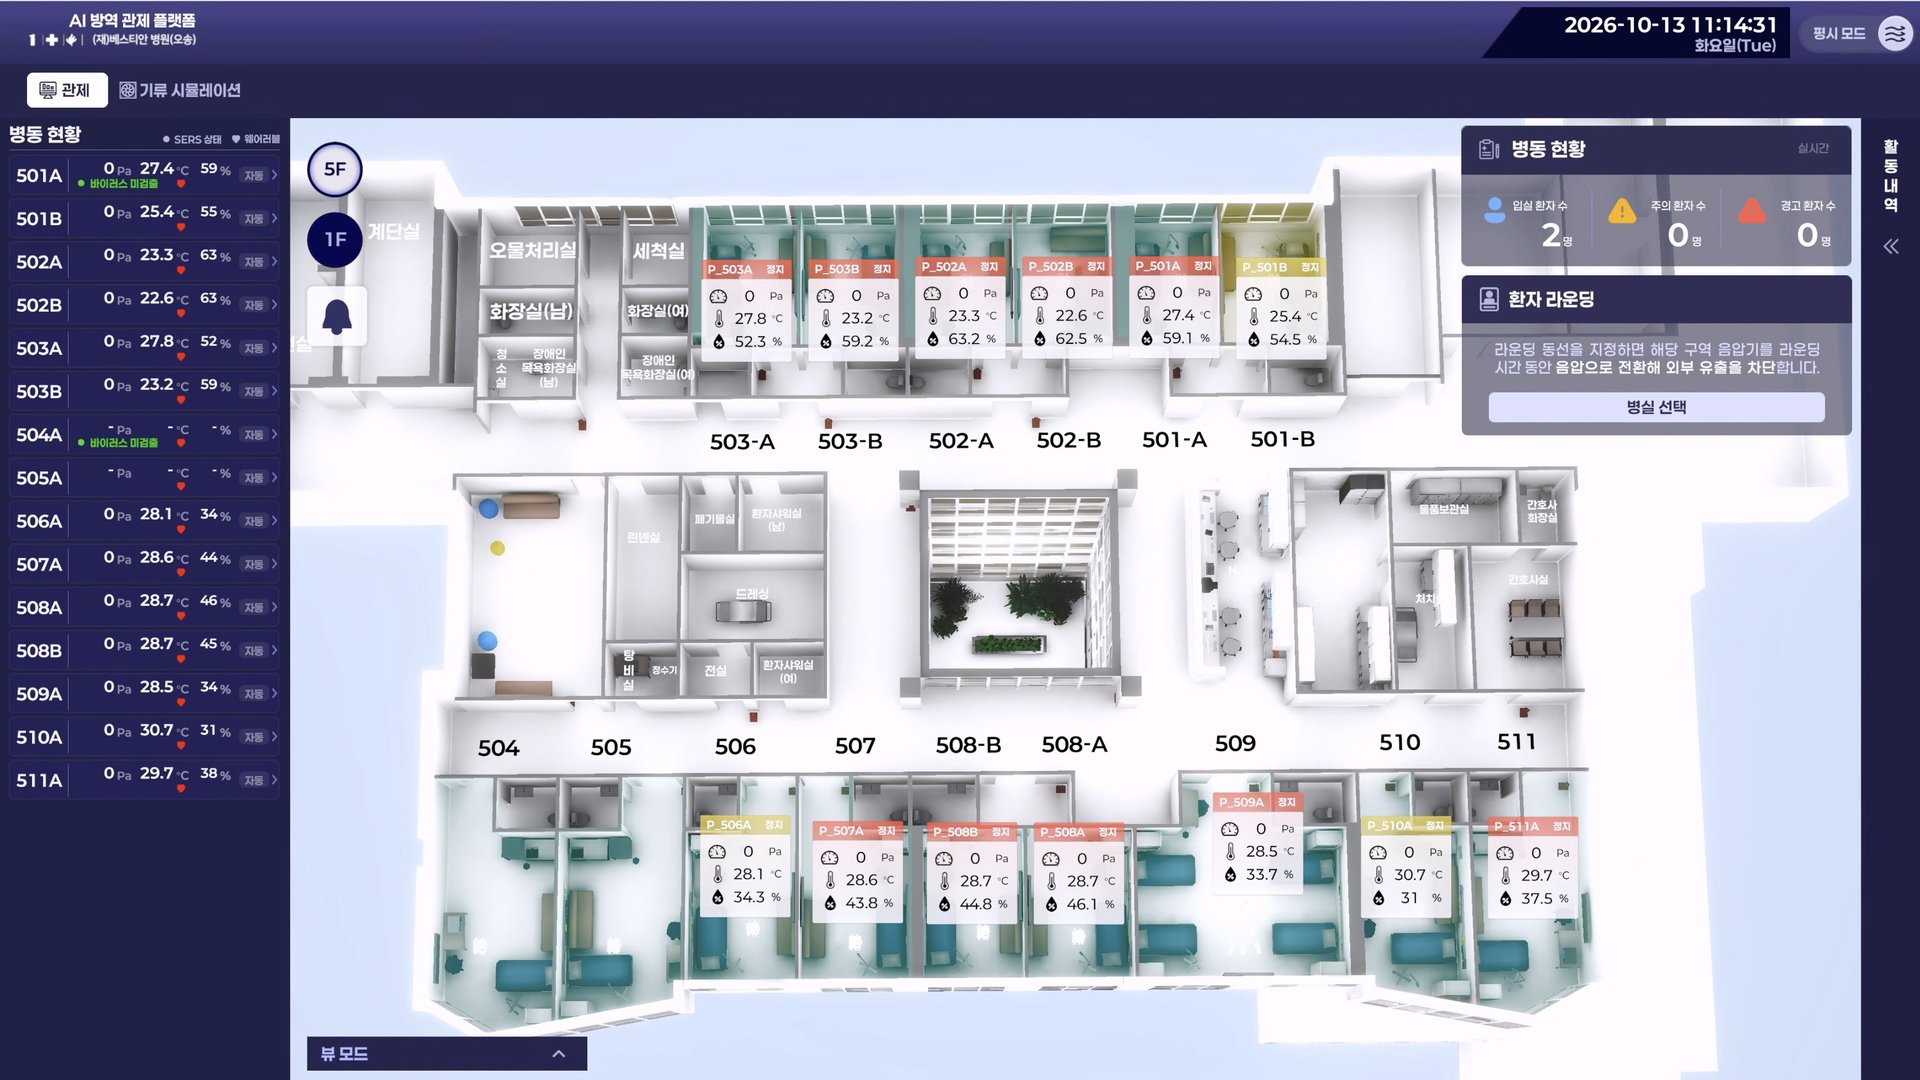 AI 방역 관제 플랫폼
(재)베스티안 병원(오송)
2026-10-13 11:14:31
화요일(Tue)
평시 모드
관제
기류 시뮬레이션
병동 현황
SERS 상태 웨어러블
501A 0 Pa 27.4 °C 59 % 자동
바이러스 미검출
501B 0 Pa 25.4 °C 55 % 자동
502A 0 Pa 23.3 °C 63 % 자동
502B 0 Pa 22.6 °C 63 % 자동
503A 0 Pa 27.8 °C 52 % 자동
503B 0 Pa 23.2 °C 59 % 자동
504A - Pa - °C - % 자동
바이러스 미검출
505A - Pa - °C - % 자동
506A 0 Pa 28.1 °C 34 % 자동
507A 0 Pa 28.6 °C 44 % 자동
508A 0 Pa 28.7 °C 46 % 자동
508B 0 Pa 28.7 °C 45 % 자동
509A 0 Pa 28.5 °C 34 % 자동
510A 0 Pa 30.7 °C 31 % 자동
511A 0 Pa 29.7 °C 38 % 자동
5F
1F
계단실
오물처리실
세척실
화장실(남)
화장실(여)
청소실
장애인
목욕화장실
(남)
장애인
목욕화장실(여)
P_503A 정지
0 Pa
27.8 °C
52.3 %
P_503B 정지
0 Pa
23.2 °C
59.2 %
P_502A 정지
0 Pa
23.3 °C
63.2 %
P_502B 정지
0 Pa
22.6 °C
62.5 %
P_501A 정지
0 Pa
27.4 °C
59.1 %
P_501B 정지
0 Pa
25.4 °C
54.5 %
503-A
503-B
502-A
502-B
501-A
501-B
린넨실
폐기물실
환자샤워실
(남)
드레싱
탕비실
정수기
전실
환자샤워실
(여)
물품보관실
간호사
화장실
간호사실
504
505
506
507
508-B
508-A
509
510
511
P_506A 정지
0 Pa
28.1 °C
34.3 %
P_507A 정지
0 Pa
28.6 °C
43.8 %
P_508B 정지
0 Pa
28.7 °C
44.8 %
P_508A 정지
0 Pa
28.7 °C
46.1 %
P_509A 정지
0 Pa
28.5 °C
33.7 %
P_510A 정지
0 Pa
30.7 °C
31 %
P_511A 정지
0 Pa
29.7 °C
37.5 %
뷰 모드
병동 현황
실시간
입실 환자 수
2 명
주의 환자 수
0 명
경고 환자 수
0 명
환자 라운딩
라운딩 동선을 지정하면 해당 구역 음압기를 라운딩
시간 동안 음압으로 전환해 외부 유출을 차단합니다.
병실 선택
활동내역